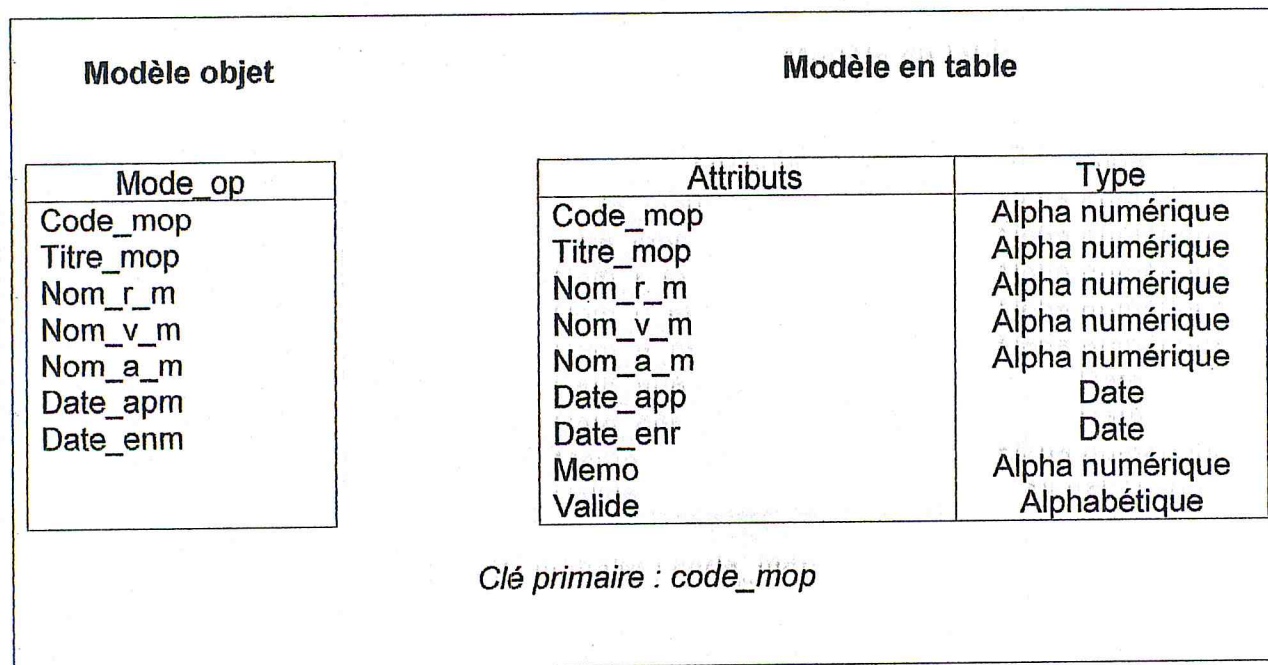 Modèle objet
Modèle en table
Mode_op
Code_mop
Titre_mop
Nom_r_m
Nom_v_m
Nom_a_m
Date_apm
Date_enm
Attributs Type
Code_mop Alpha numérique
Titre_mop Alpha numérique
Nom_r_m Alpha numérique
Nom_v_m Alpha numérique
Nom_a_m Alpha numérique
Date_app Date
Date_enr Date
Memo Alpha numérique
Valide Alphabétique
Clé primaire : code_mop